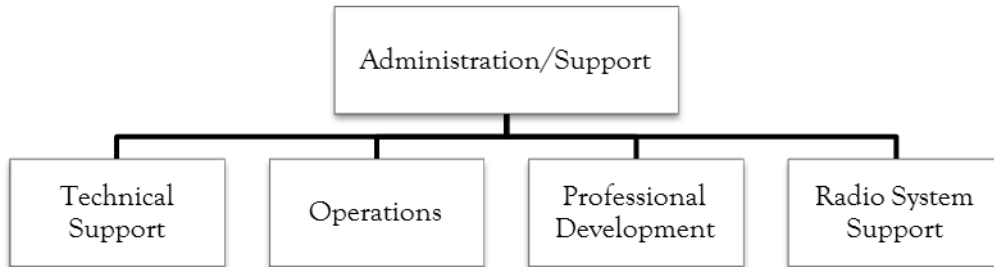 Administration/Support
Technical
Support
Operations
Professional
Development
Radio System
Support